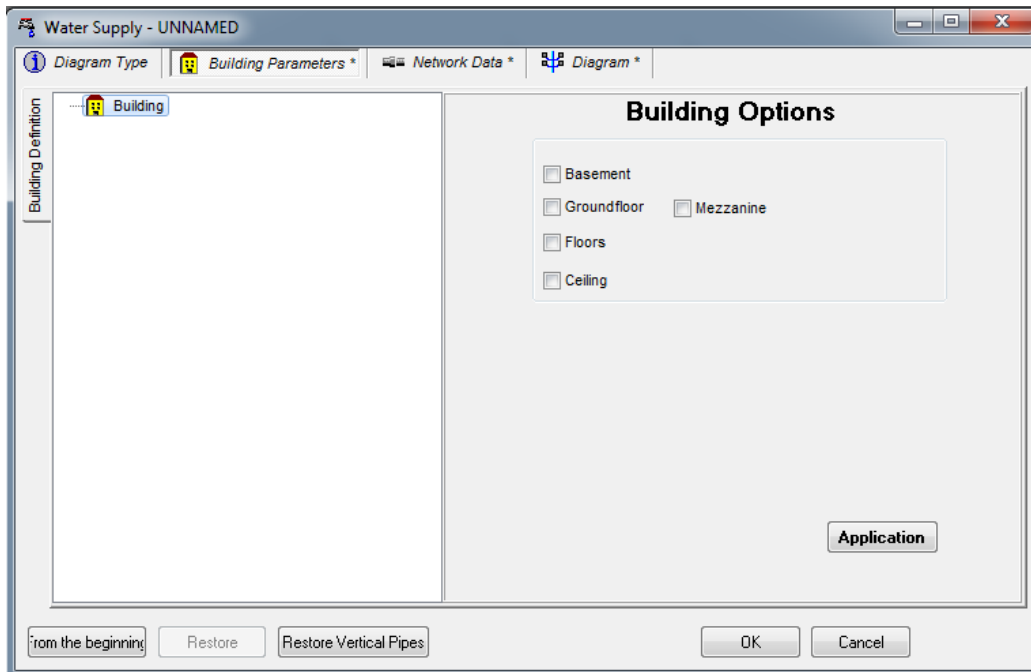 Water Supply - UNNAMED
Diagram Type Building Parameters * Network Data * Diagram *
Building Definition
Building
Building Options
Basement
Groundfloor Mezzanine
Floors
Ceiling
Application
From the beginning Restore Restore Vertical Pipes OK Cancel